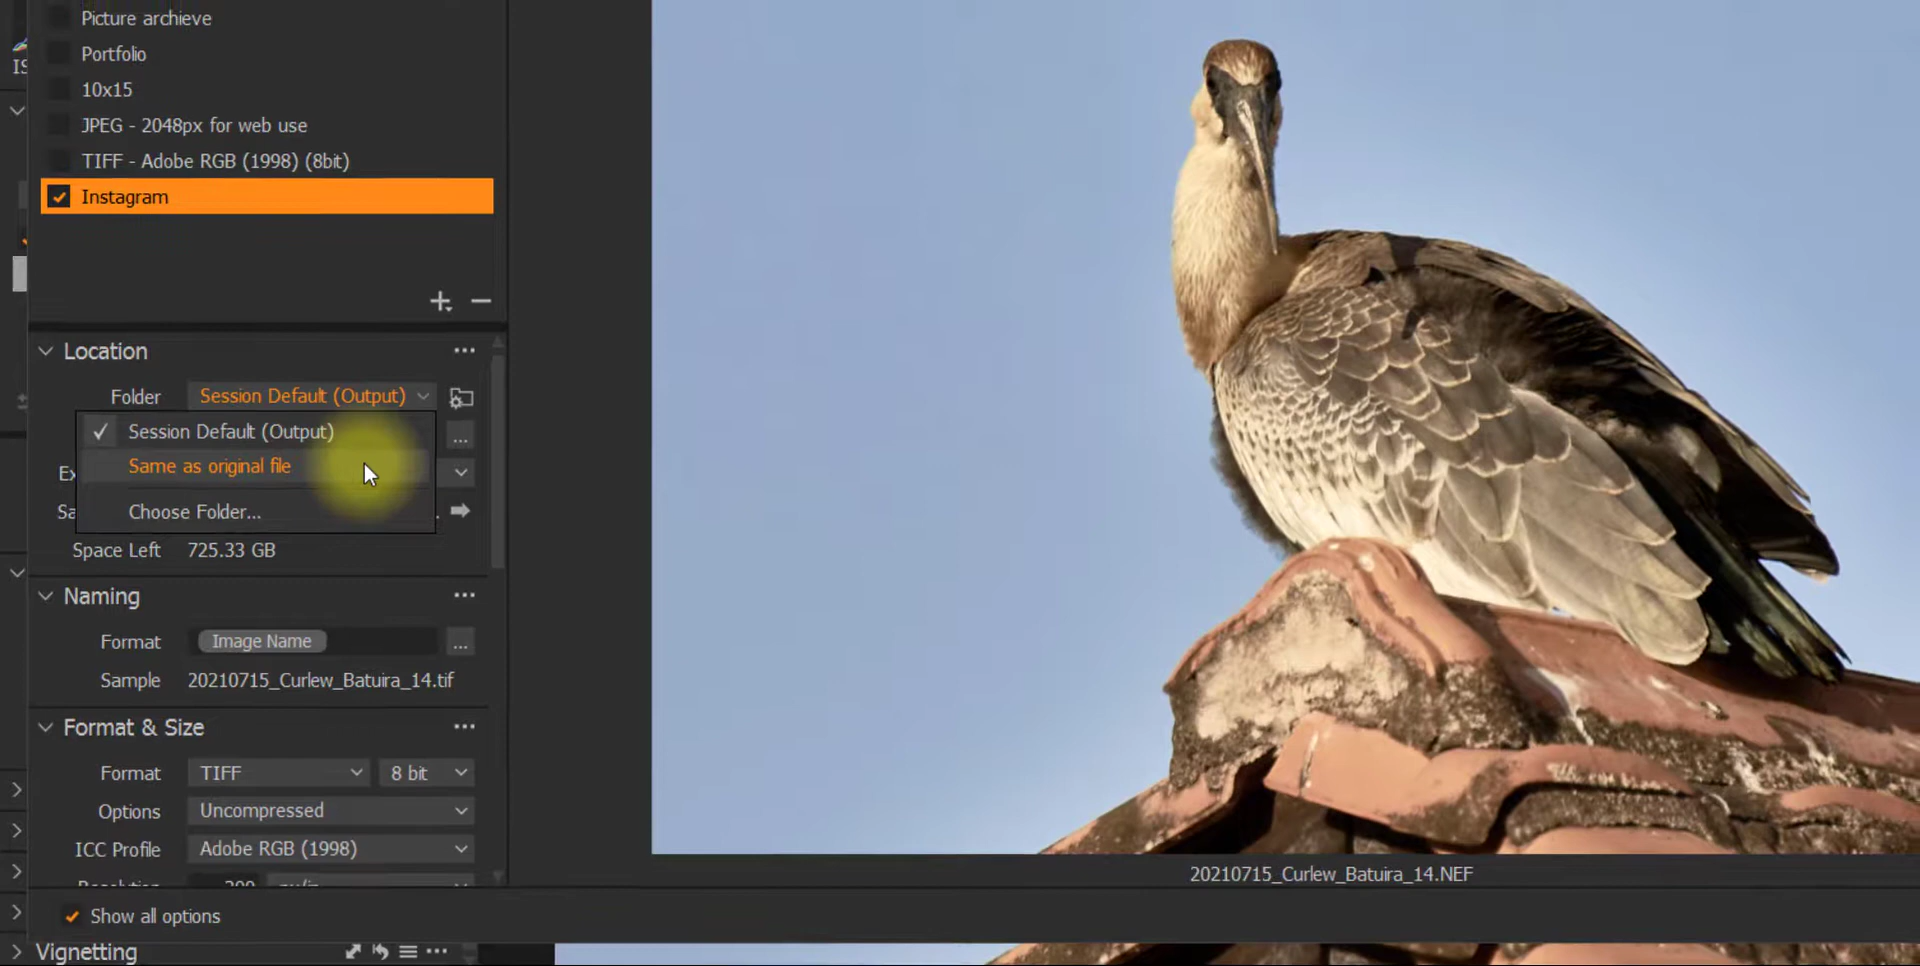 Picture archieve
IS
Portfolio
10x15
JPEG - 2048px for web use
TIFF - Adobe RGB (1998) (8bit)
Instagram
Location
Folder Session Default (Output)
Session Default (Output)
...
Same as original file
Ex
Choose Folder...
Sa
Space Left 725.33 GB
Naming
Format Image Name ...
Sample 20210715_Curlew_Batuira_14.tif
Format & Size
Format TIFF 8 bit
Options Uncompressed
ICC Profile Adobe RGB (1998)
20210715_Curlew_Batuira_14.NEF
Show all options
Vignetting